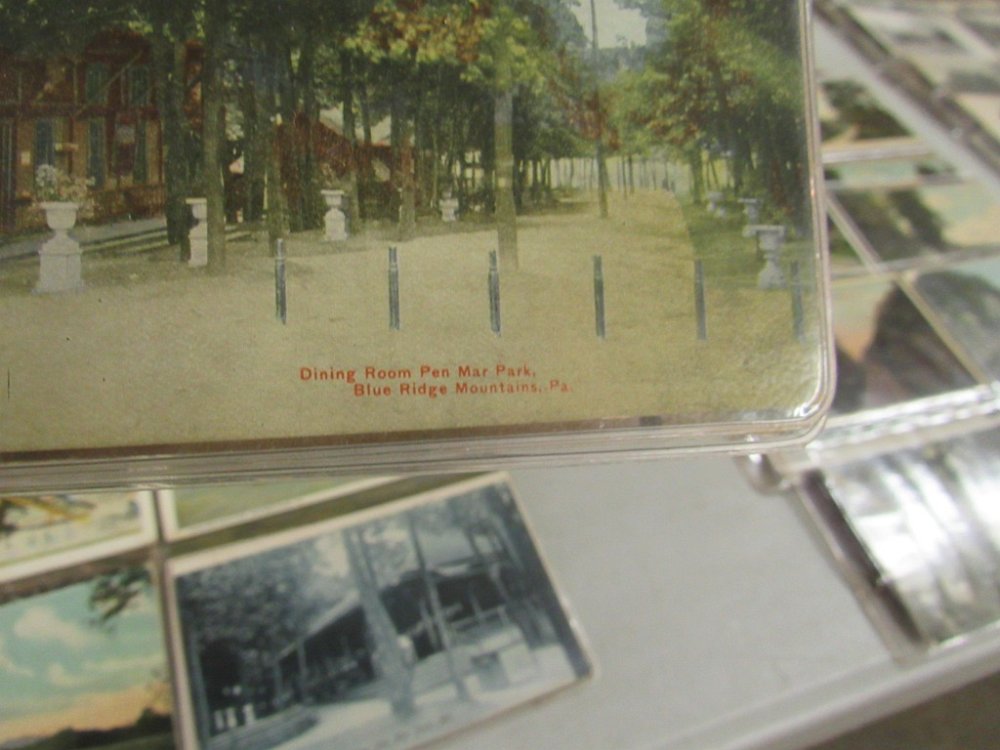 Dining Room Pen Mar Park,
Blue Ridge Mountains, Pa.